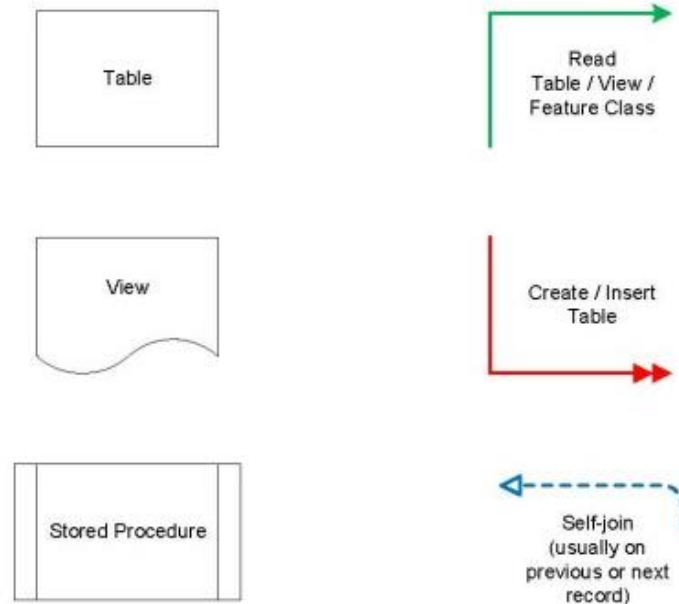 Table
Read
Table / View /
Feature Class
View
Create / Insert
Table
Stored Procedure
Self-join
(usually on
previous or next
record)